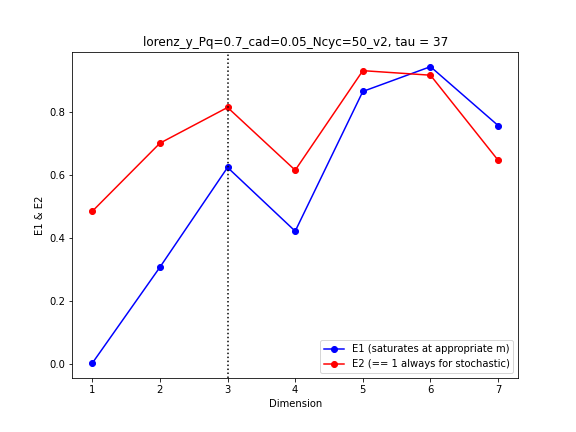 lorenz_y_Pq=0.7_cad=0.05_Ncyc=50_v2, tau = 37
E1 & E2
0.8
0.6
0.4
0.2
0.0
E1 (saturates at appropriate m)
E2 (== 1 always for stochastic)
1 2 3 4 5 6 7
Dimension